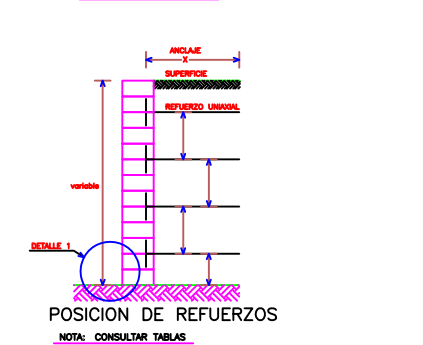 ANCLAJE
X
SUPERFICIE
REFUERZO UNIAXIAL
variable
DETALLE 1
POSICION DE REFUERZOS
NOTA: CONSULTAR TABLAS